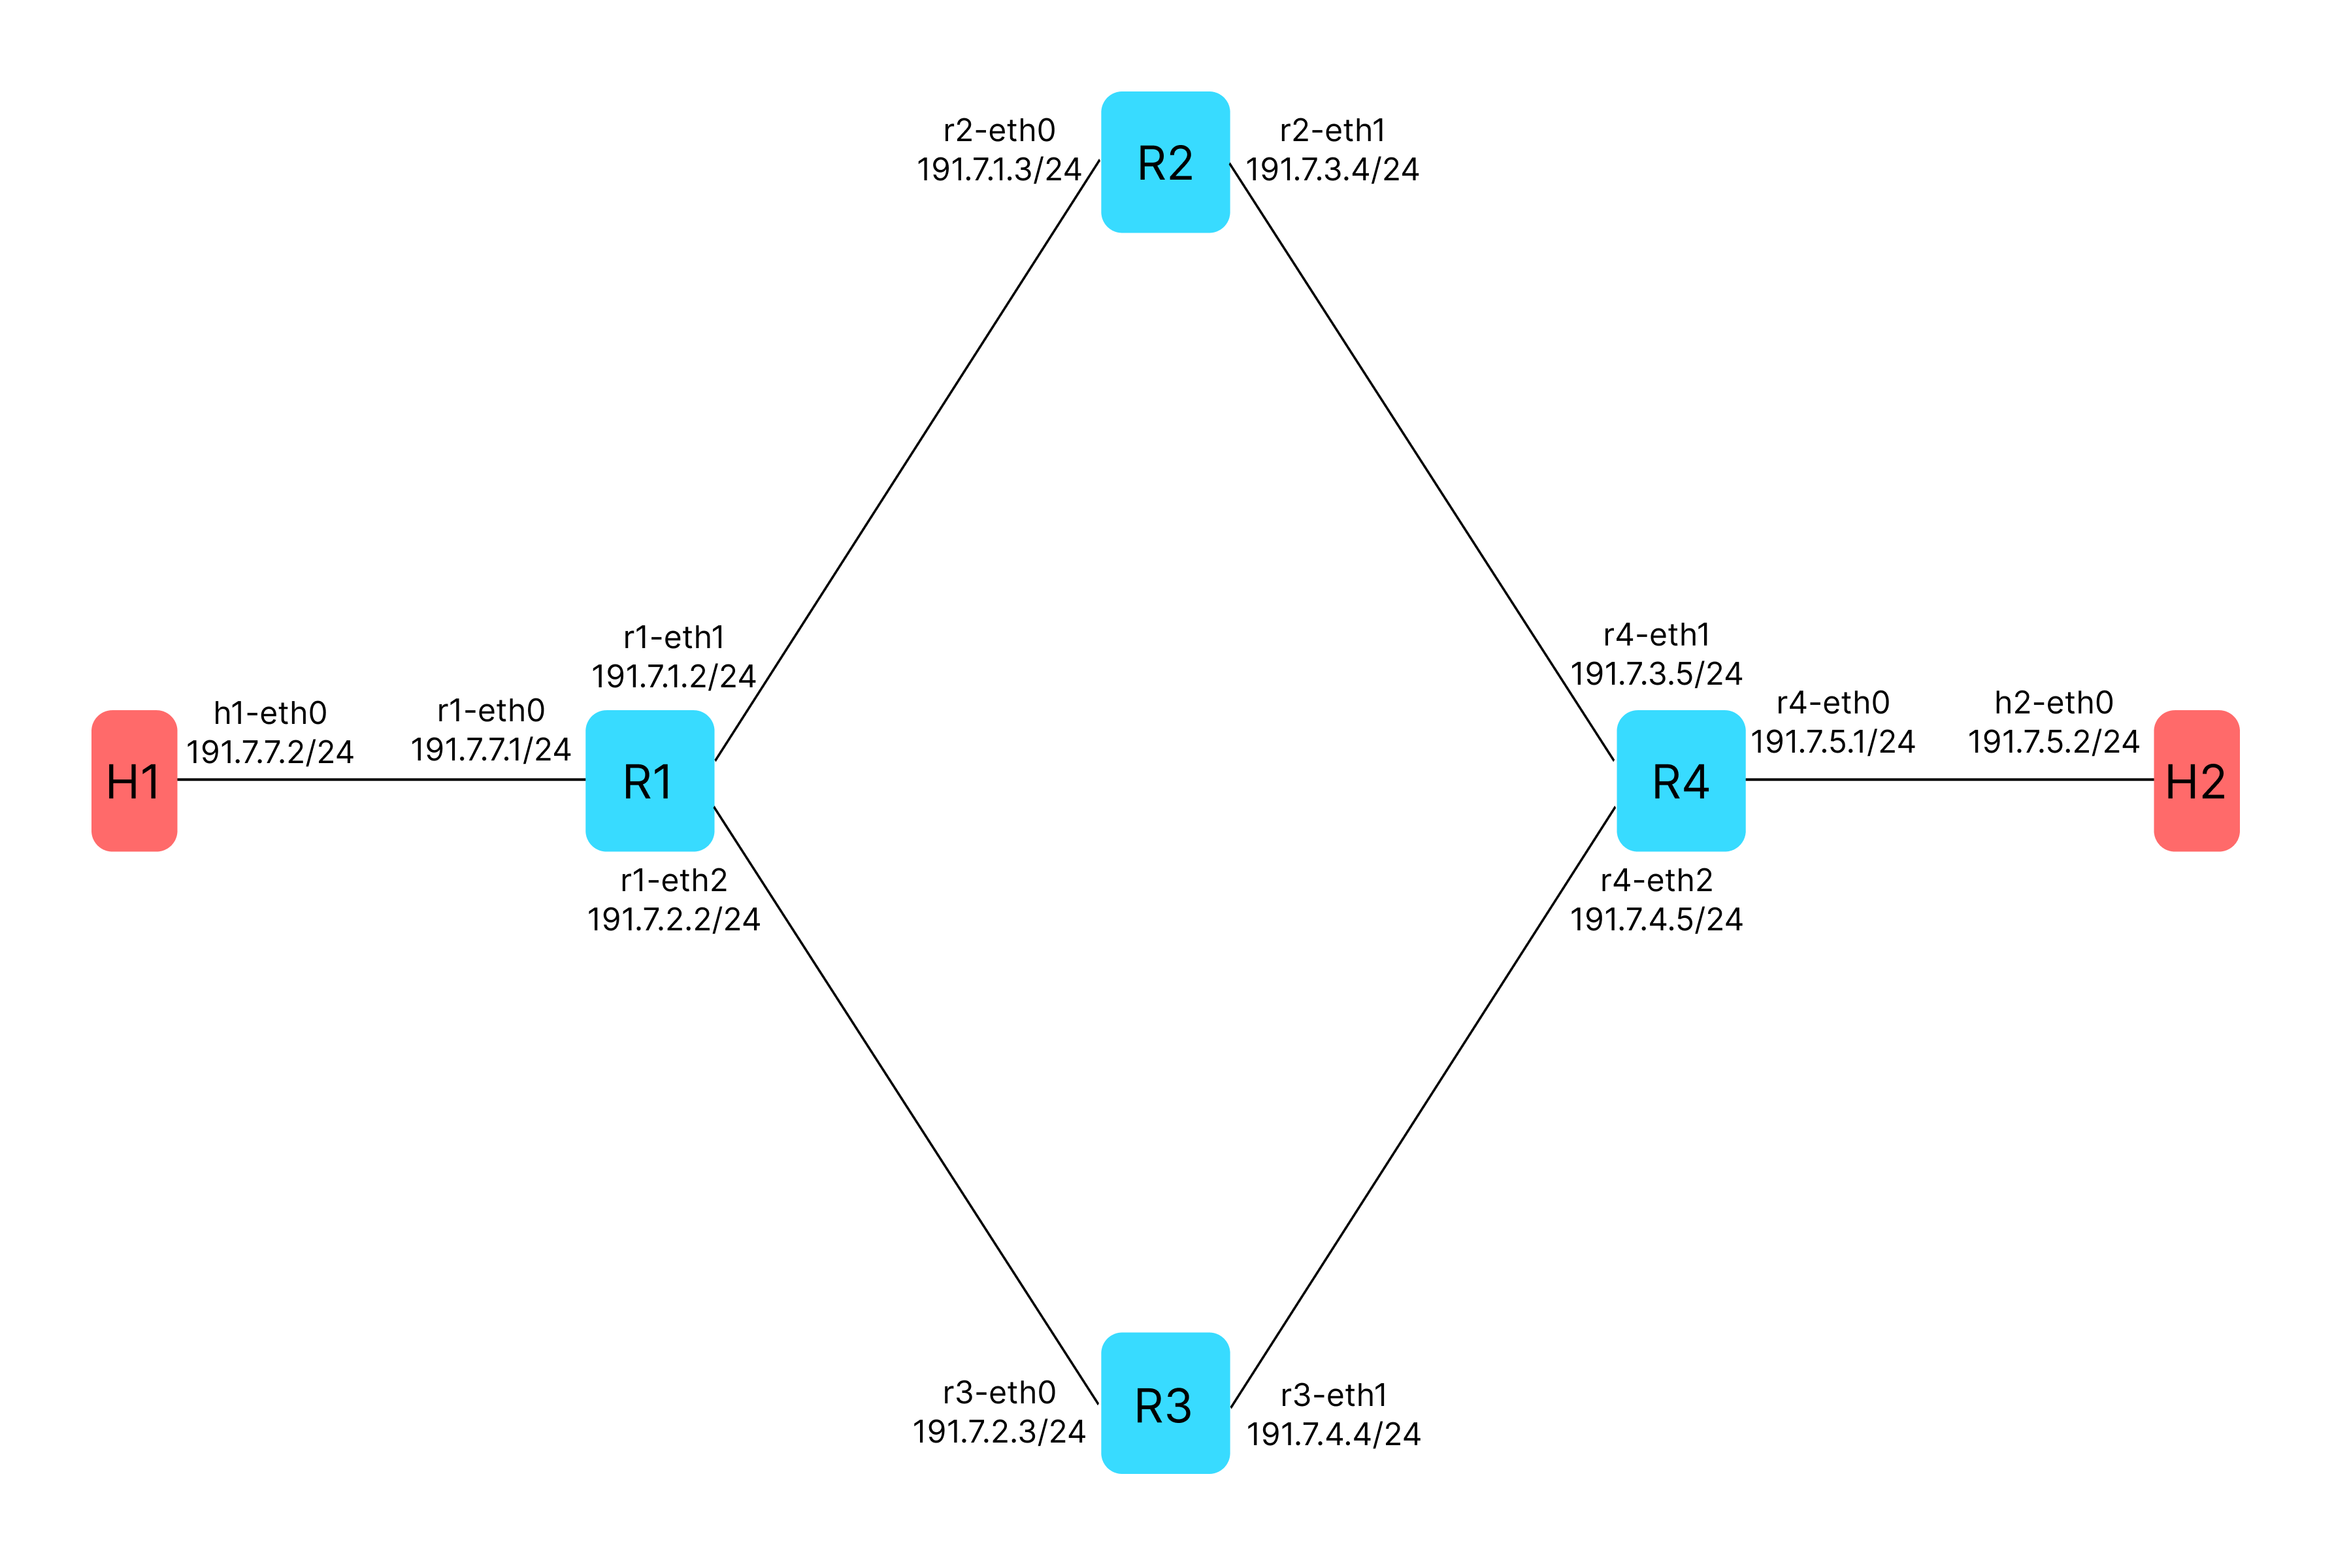 r2-eth0
191.7.1.3/24
R2
r2-eth1
191.7.3.4/24
r1-eth1
191.7.1.2/24
r4-eth1
191.7.3.5/24
H1
h1-eth0
191.7.7.2/24
r1-eth0
191.7.7.1/24
R1
R4
r4-eth0
191.7.5.1/24
h2-eth0
191.7.5.2/24
H2
r1-eth2
191.7.2.2/24
r4-eth2
191.7.4.5/24
r3-eth0
191.7.2.3/24
R3
r3-eth1
191.7.4.4/24